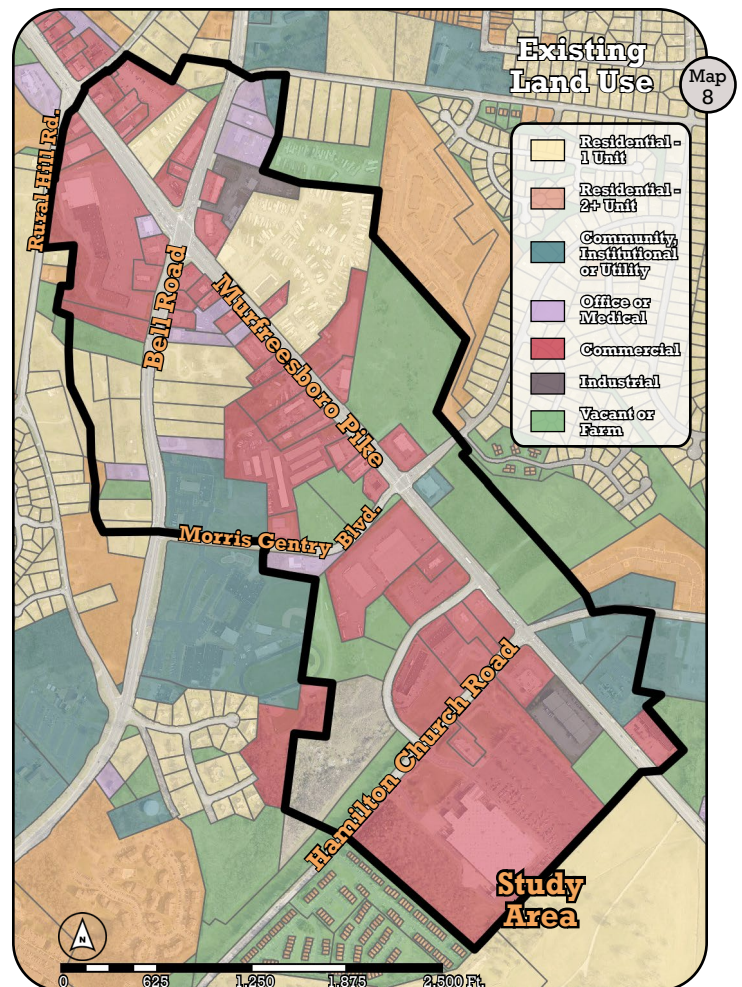 Existing
Land Use
Map
8
Residential -
1 Unit
Residential -
2+ Unit
Community,
Institutional
or Utility
Office or
Medical
Commercial
Industrial
Vacant or
Farm
Rural Hill Rd.
Bell Road
Murfreesboro Pike
Morris Gentry Blvd.
Hamilton Church Road
Study
Area
N
0 625 1,250 1,875 2,500 Ft.